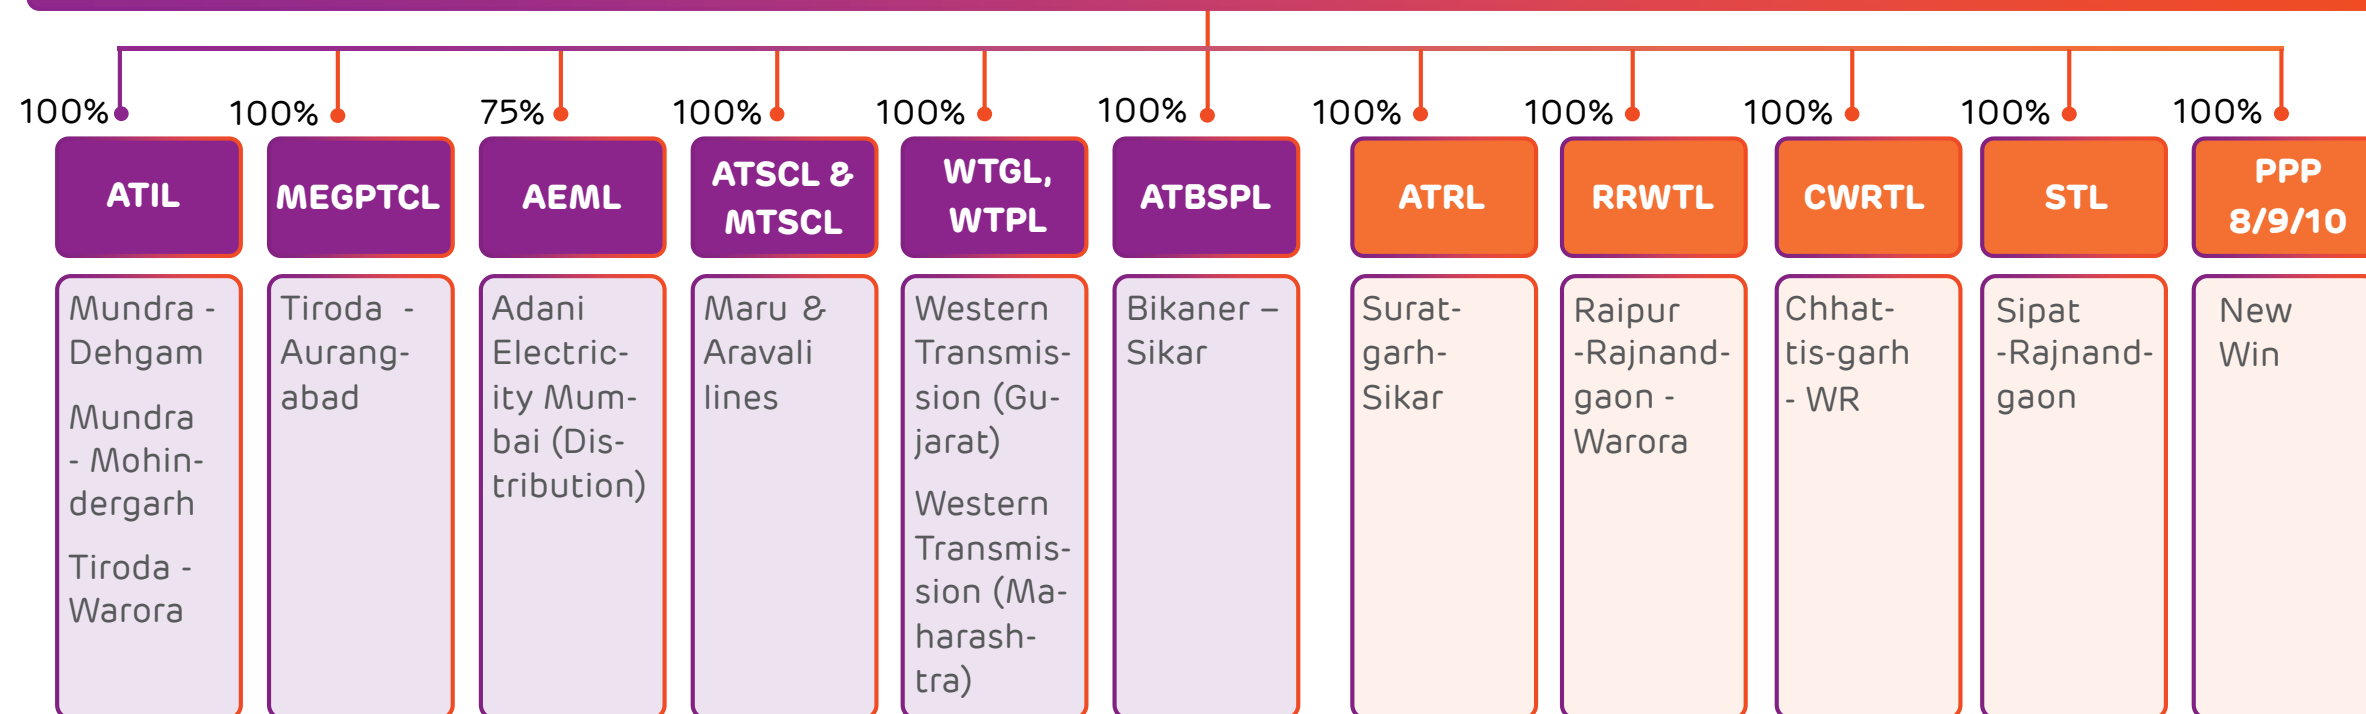 100%
100%
75%
100%
100%
100%
100%
100%
100%
100%
100%
ATIL
Mundra -
Dehgam
Mundra
- Mohin-
dergarh
Tiroda -
Warora
MEGPTCL
Tiroda -
Aurang-
abad
AEML
Adani
Electric-
ity Mum-
bai (Dis-
tribution)
ATSCL &
MTSCL
Maru &
Aravali
lines
WTGL,
WTPL
Western
Transmis-
sion (Gu-
jarat)
Western
Transmis-
sion (Ma-
harash-
tra)
ATBSPL
Bikaner –
Sikar
ATRL
Surat-
garh-
Sikar
RRWTL
Raipur
-Rajnand-
gaon -
Warora
CWRTL
Chhat-
tis-garh
- WR
STL
Sipat
-Rajnand-
gaon
PPP
8/9/10
New
Win